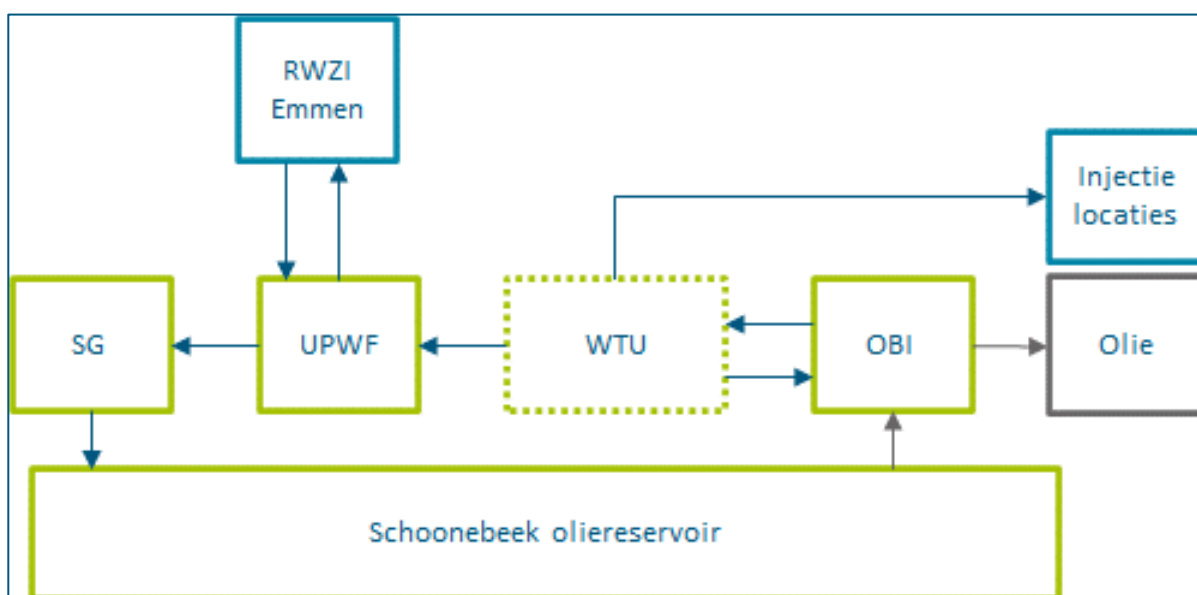 RWZI
Emmen
Injectie
locaties
SG
UPWF
WTU
OBI
Olie
Schoonebeek oliereservoir